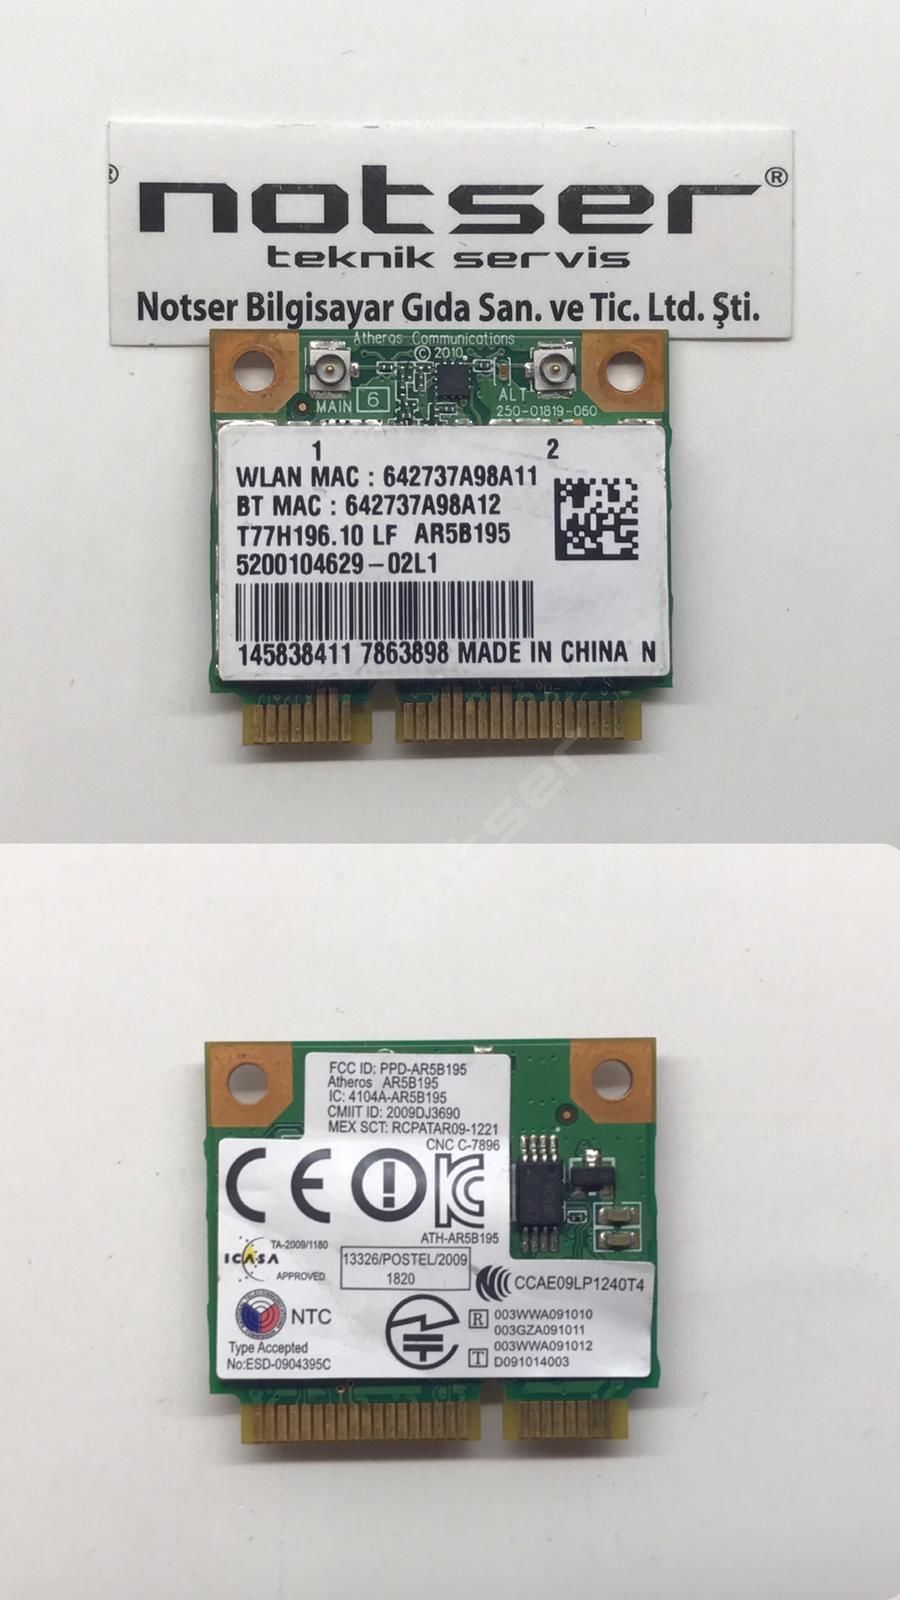 ® notser®
teknik servis
Notser Bilgisayar Gıda San. ve Tic. Ltd. Şti.
Atheros Communications
© 2010
MAIN 6 ALT
250-01819-060
1 2
WLAN MAC : 642737A98A11
BT MAC : 642737A98A12
T77H196.10 LF AR5B195
5200104629-02L1
145838411 7863898 MADE IN CHINA N
notser
FCC ID: PPD-AR5B195
Atheros AR5B195
IC: 4104A-AR5B195
CMIIT ID: 2009DJ3690
MEX SCT: RCPATAR09-1221
CNC C-7896
CE KC
ATH-AR5B195
TA-2009/1180
ICASA
APPROVED
13326/POSTEL/2009
1820
CCAE09LP1240T4
NTC
Type Accepted
No:ESD-0904395C
R 003WWA091010
003GZA091011
003WWA091012
T D091014003